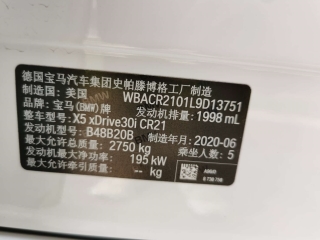 德国宝马汽车集团史帕滕博格工厂制造
制造国: 美国 WBACR2101L9D13751
品牌: 宝马 (BMW) 发动机排量: 1998 mL
整车型号: X5 xDrive30i CR21
发动机型号: B48B20B 制造年月: 2020-06
最大允许总质量: 2750 kg 乘坐人数: 5
发动机最大净功率: 195 kW
最大允许牵引质量: - kg